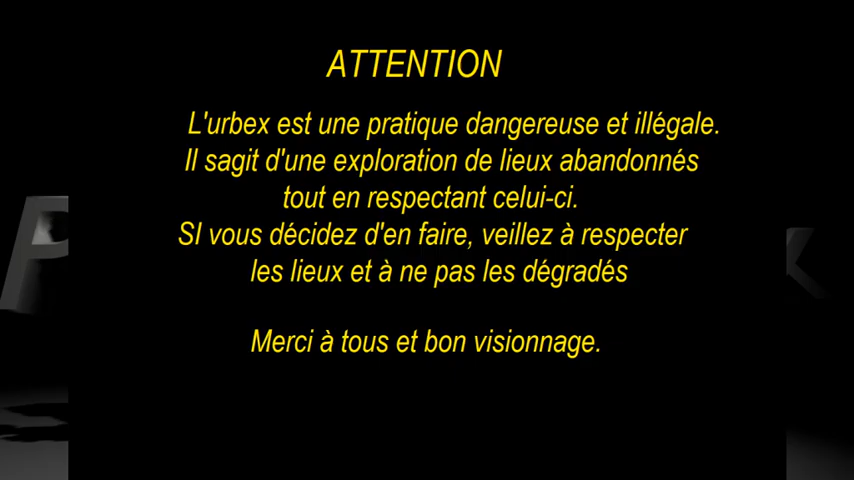 ATTENTION
L'urbex est une pratique dangereuse et illégale.
Il sagit d'une exploration de lieux abandonnés
tout en respectant celui-ci.
SI vous décidez d'en faire, veillez à respecter
les lieux et à ne pas les dégradés
Merci à tous et bon visionnage.